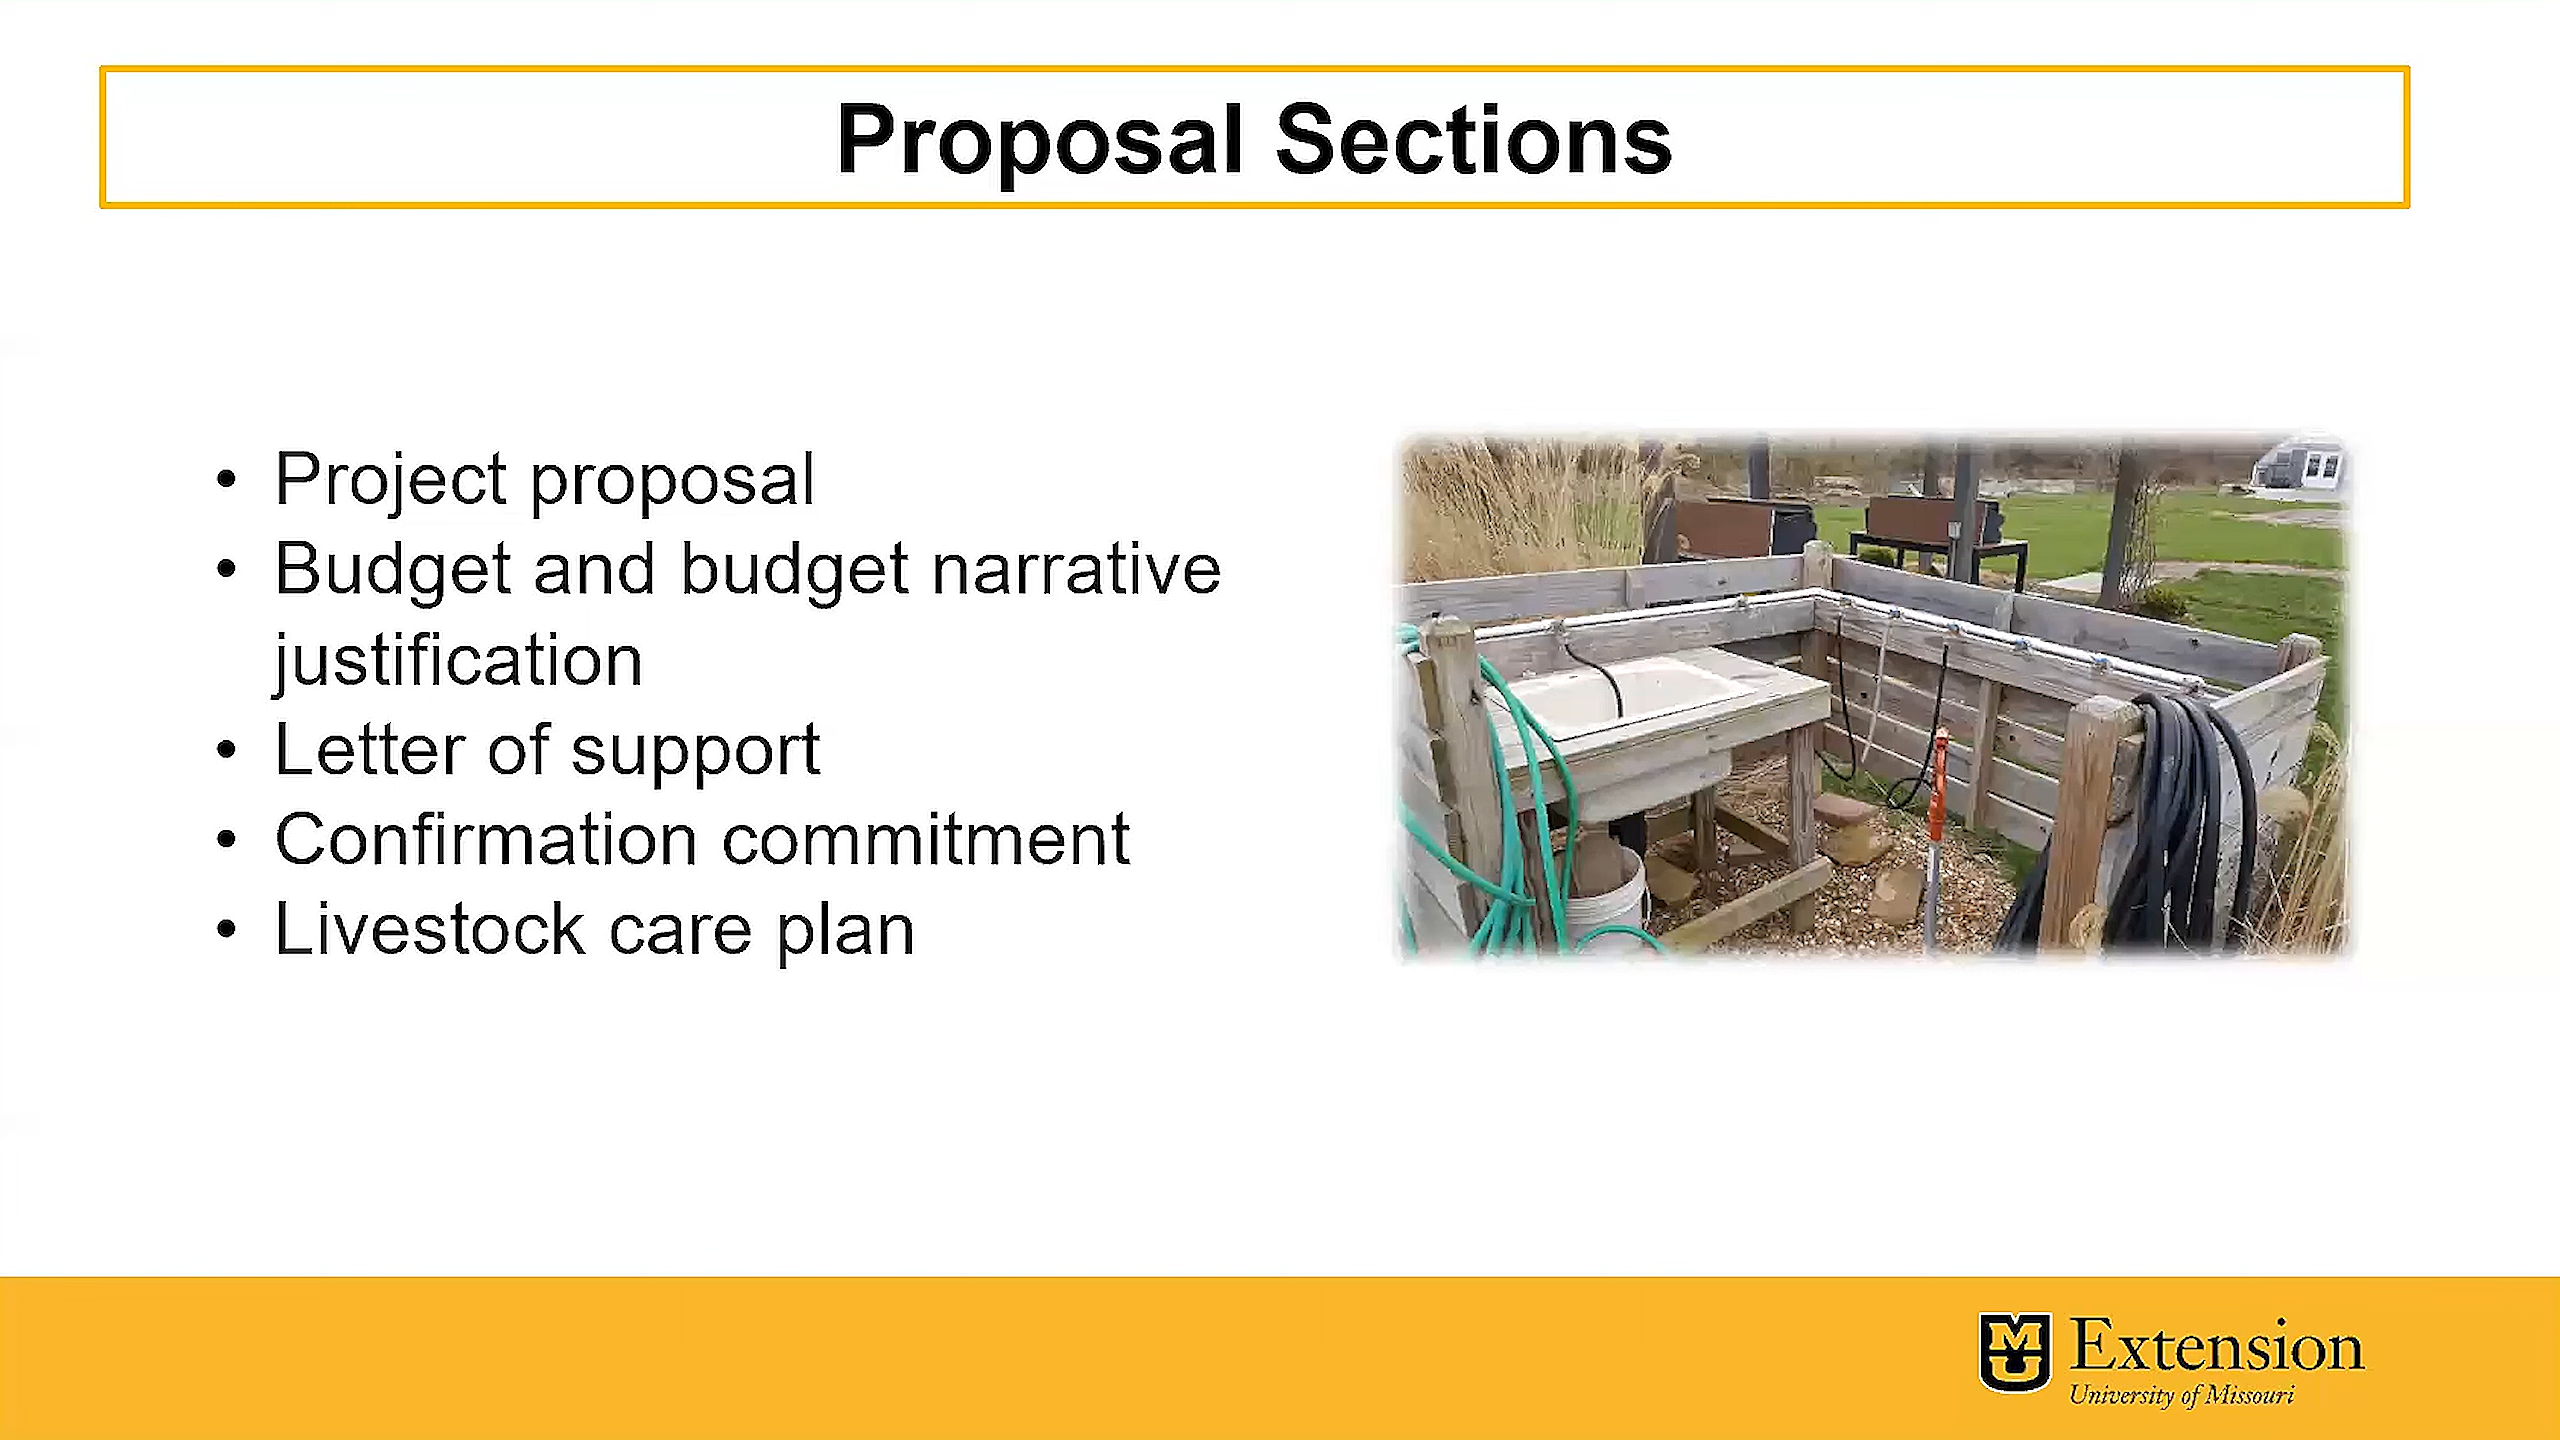 Proposal Sections
• Project proposal
• Budget and budget narrative
justification
• Letter of support
• Confirmation commitment
• Livestock care plan
MU Extension
University of Missouri